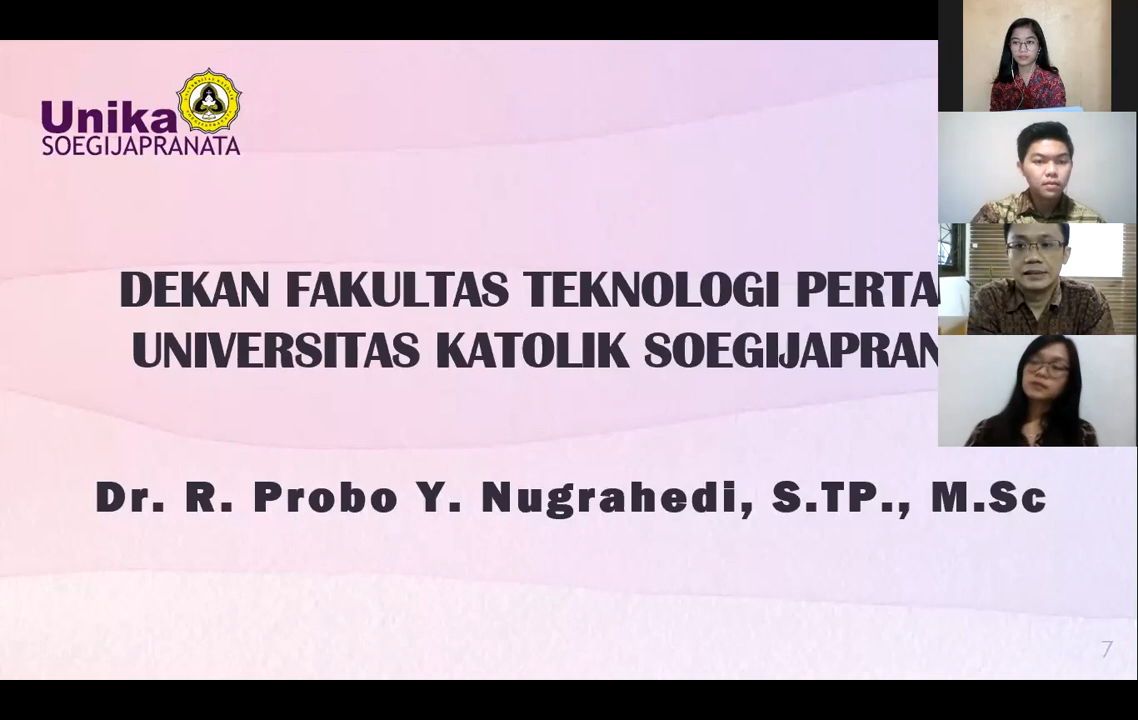 Unika
SOEGIJAPRANATA
DEKAN FAKULTAS TEKNOLOGI PERTA
UNIVERSITAS KATOLIK SOEGIJAPRAN
Dr. R. Probo Y. Nugrahedi, S.TP., M.Sc
7